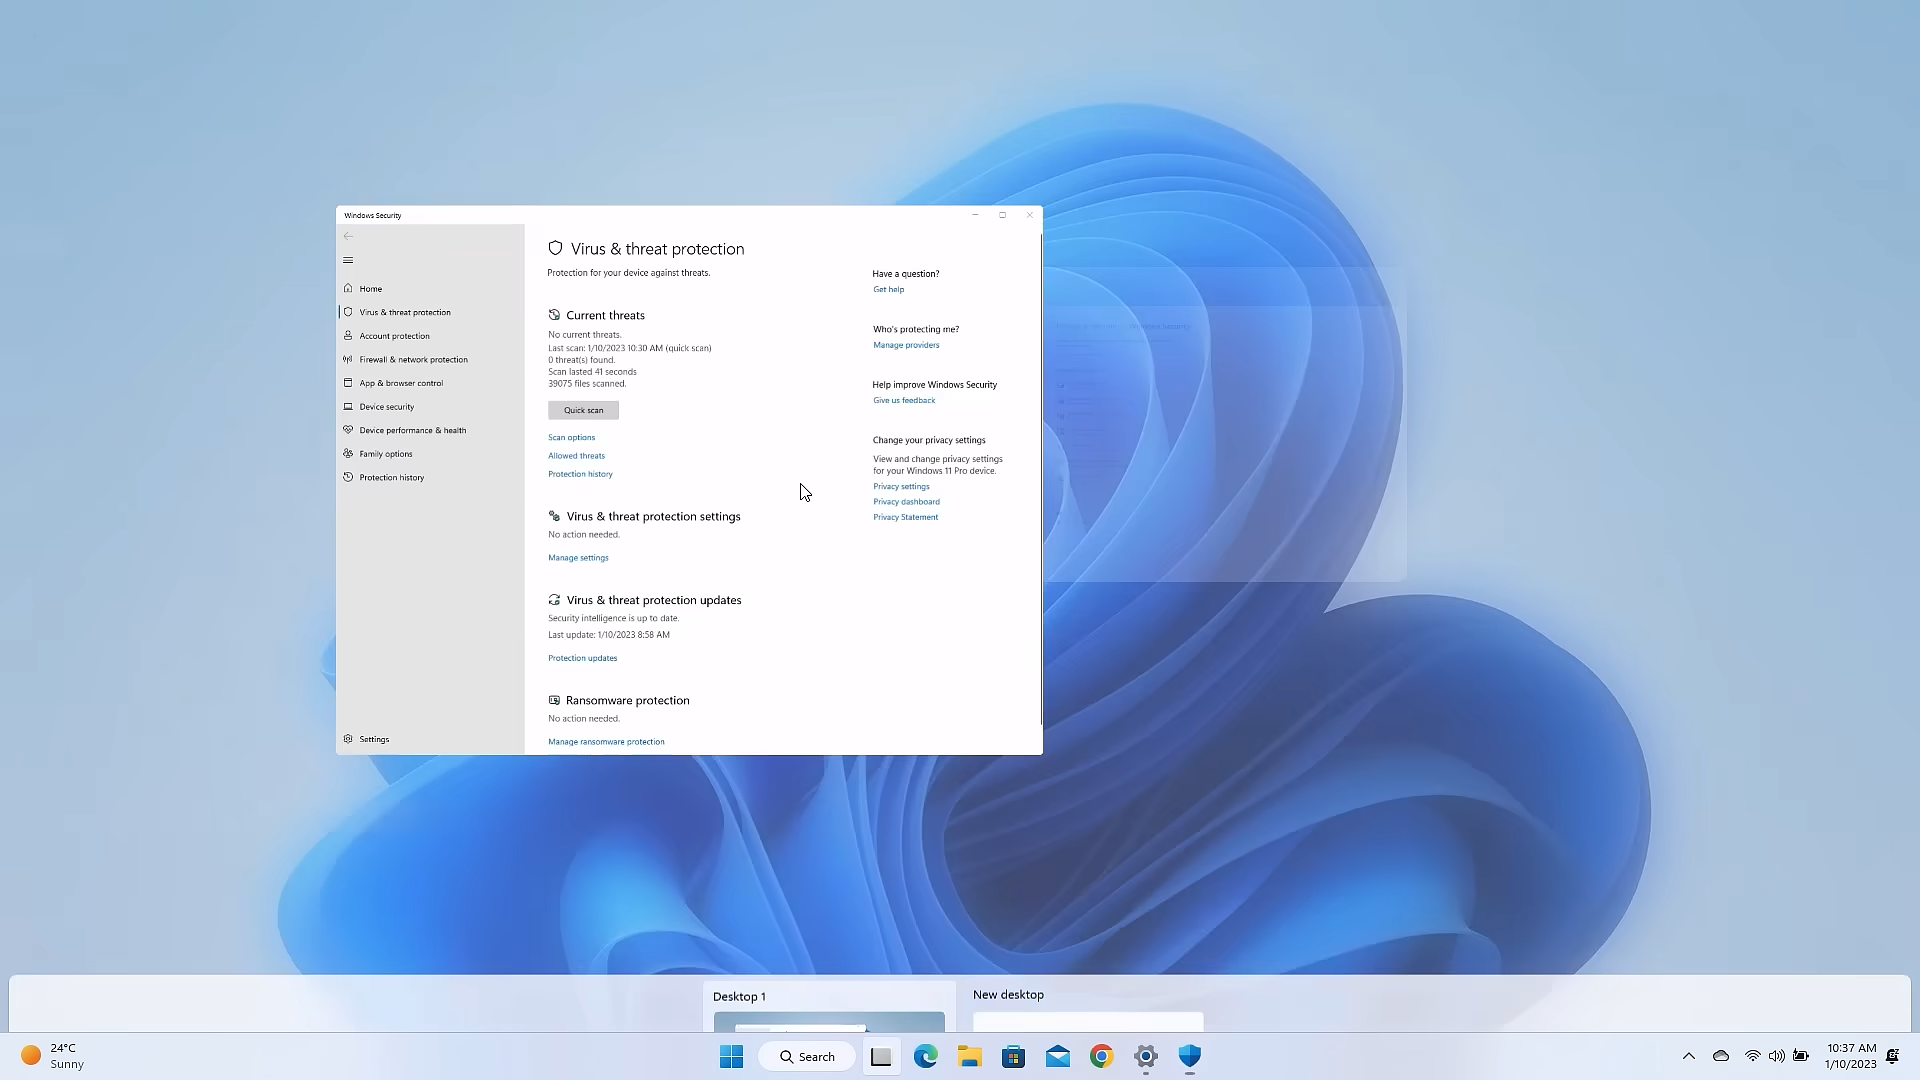 Windows Security
Virus & threat protection
Protection for your device against threats.
Home
Virus & threat protection
Account protection
Firewall & network protection
App & browser control
Device security
Device performance & health
Family options
Protection history
Settings
Current threats
No current threats.
Last scan: 1/10/2023 10:30 AM (quick scan)
0 threat(s) found.
Scan lasted 41 seconds
39075 files scanned.
Quick scan
Scan options
Allowed threats
Protection history
Virus & threat protection settings
No action needed.
Manage settings
Virus & threat protection updates
Security intelligence is up to date.
Last update: 1/10/2023 8:58 AM
Protection updates
Ransomware protection
No action needed.
Manage ransomware protection
Have a question?
Get help
Who's protecting me?
Manage providers
Help improve Windows Security
Give us feedback
Change your privacy settings
View and change privacy settings
for your Windows 11 Pro device.
Privacy settings
Privacy dashboard
Privacy Statement
Desktop 1
New desktop
24°C
Sunny
Search
10:37 AM
1/10/2023